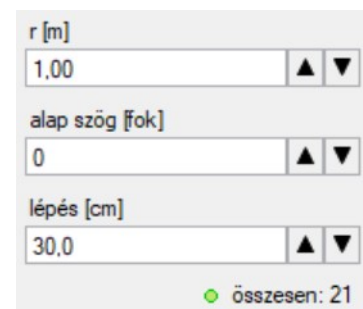 r [m]
1,00
alap szög [fok]
0
lépés [cm]
30,0
összesen: 21